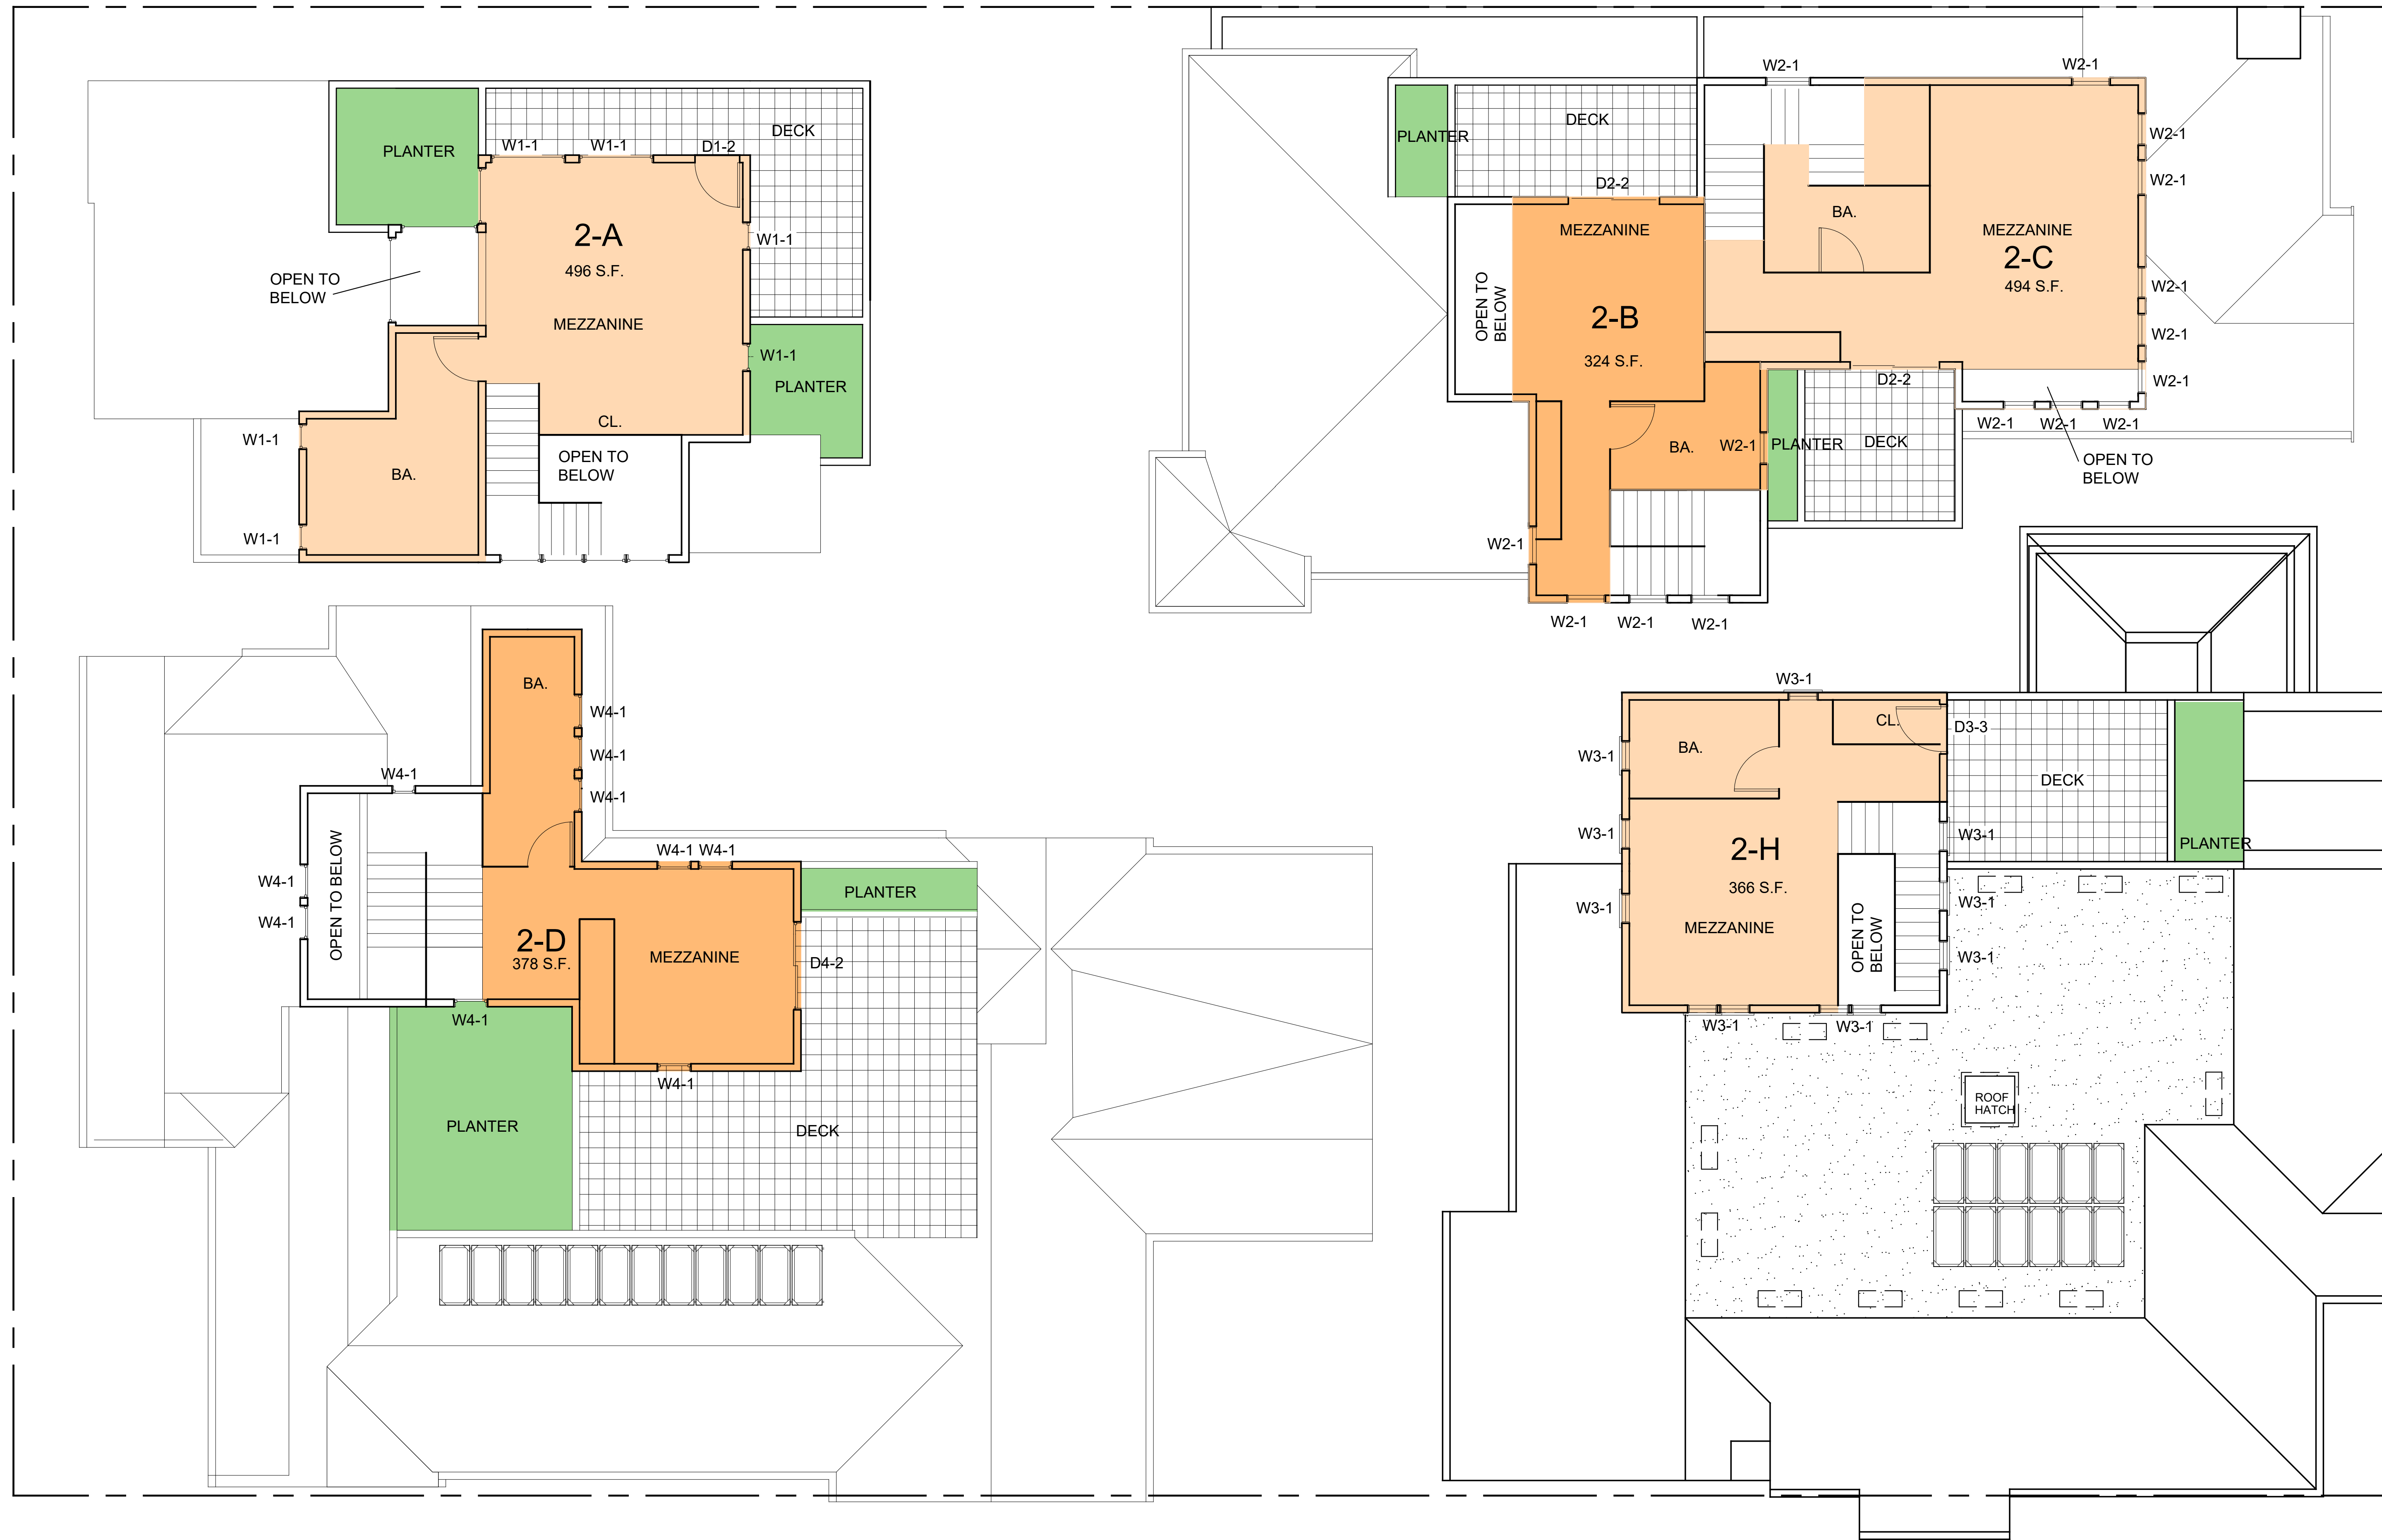 PLANTER
DECK
W1-1
W1-1
D1-2
2-A
496 S.F.
W1-1
OPEN TO
BELOW
MEZZANINE
W1-1
PLANTER
CL.
W1-1
OPEN TO
BELOW
BA.
W1-1
W2-1
W2-1
PLANTER
DECK
W2-1
D2-2
W2-1
MEZZANINE
BA.
MEZZANINE
2-C
494 S.F.
W2-1
OPEN TO
BELOW
2-B
324 S.F.
W2-1
W2-1
D2-2
W2-1
W2-1
W2-1
BA.
W2-1
PLANTER
DECK
OPEN TO
BELOW
W2-1
W2-1
W2-1
W2-1
BA.
W4-1
W4-1
W4-1
W4-1
W4-1
W4-1
OPEN TO BELOW
W4-1
W4-1
PLANTER
2-D
378 S.F.
MEZZANINE
D4-2
W4-1
W4-1
PLANTER
DECK
W3-1
CL.
D3-3
BA.
W3-1
DECK
W3-1
W3-1
2-H
PLANTER
366 S.F.
W3-1
W3-1
MEZZANINE
OPEN TO
BELOW
W3-1
W3-1
W3-1
ROOF
HATCH